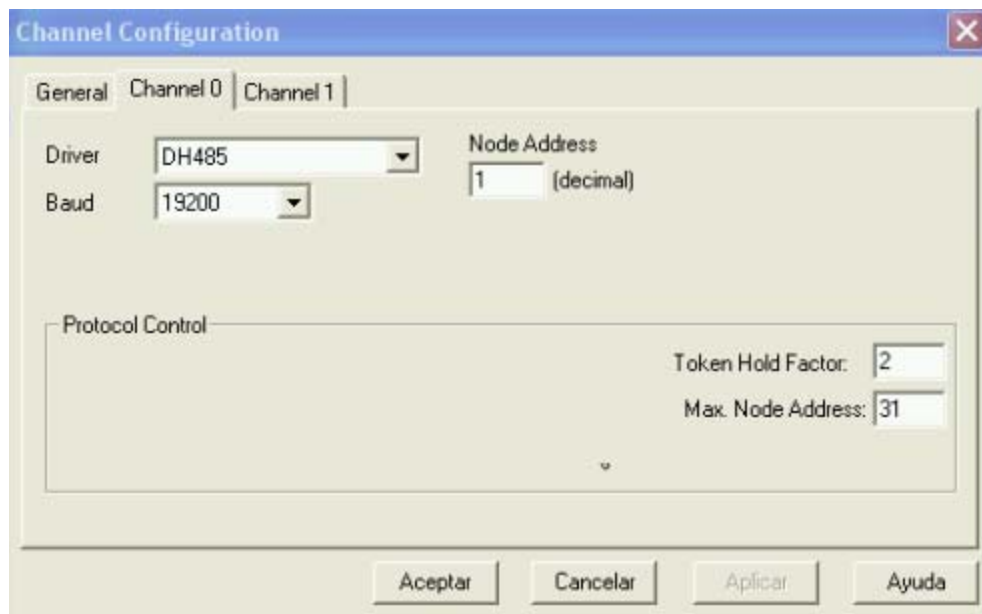 Channel Configuration
General Channel 0 Channel 1
Driver DH485 Node Address
1 (decimal)
Baud 19200
Protocol Control
Token Hold Factor: 2
Max. Node Address: 31
Aceptar Cancelar Aplicar Ayuda